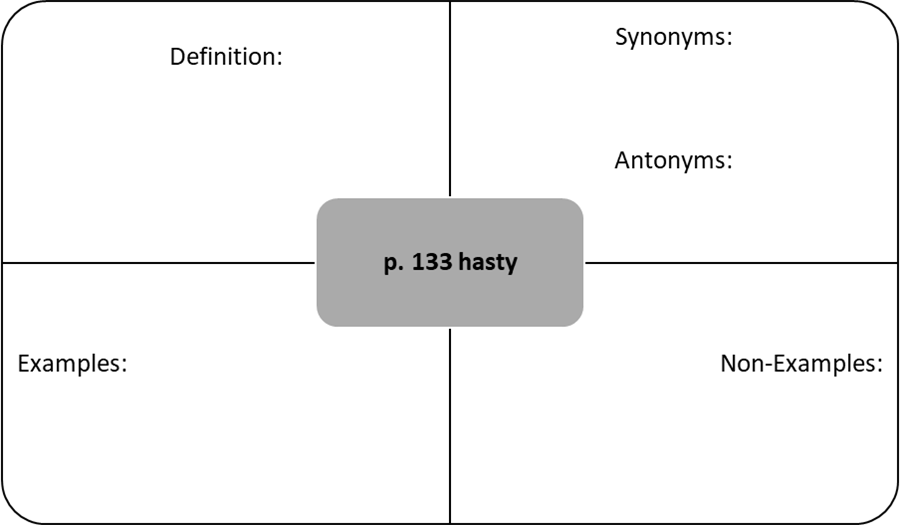 Definition:
Synonyms:
Antonyms:
p. 133 hasty
Examples:
Non-Examples: